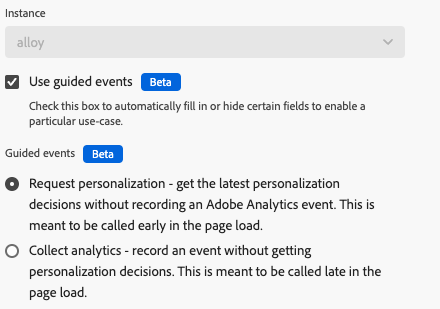 Instance
alloy
Use guided events Beta
Check this box to automatically fill in or hide certain fields to enable a
particular use-case.
Guided events Beta
Request personalization - get the latest personalization
decisions without recording an Adobe Analytics event. This is
meant to be called early in the page load.
Collect analytics - record an event without getting
personalization decisions. This is meant to be called late in the
page load.